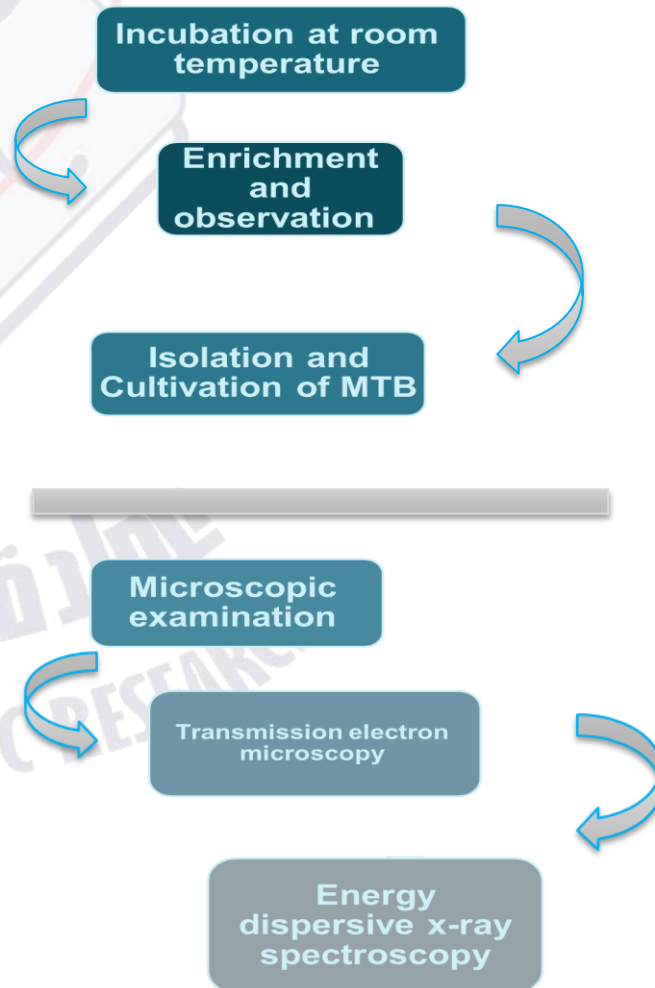 Incubation at room
temperature
Enrichment
and
observation
Isolation and
Cultivation of MTB
Microscopic
examination
Transmission electron
microscopy
Energy
dispersive x-ray
spectroscopy